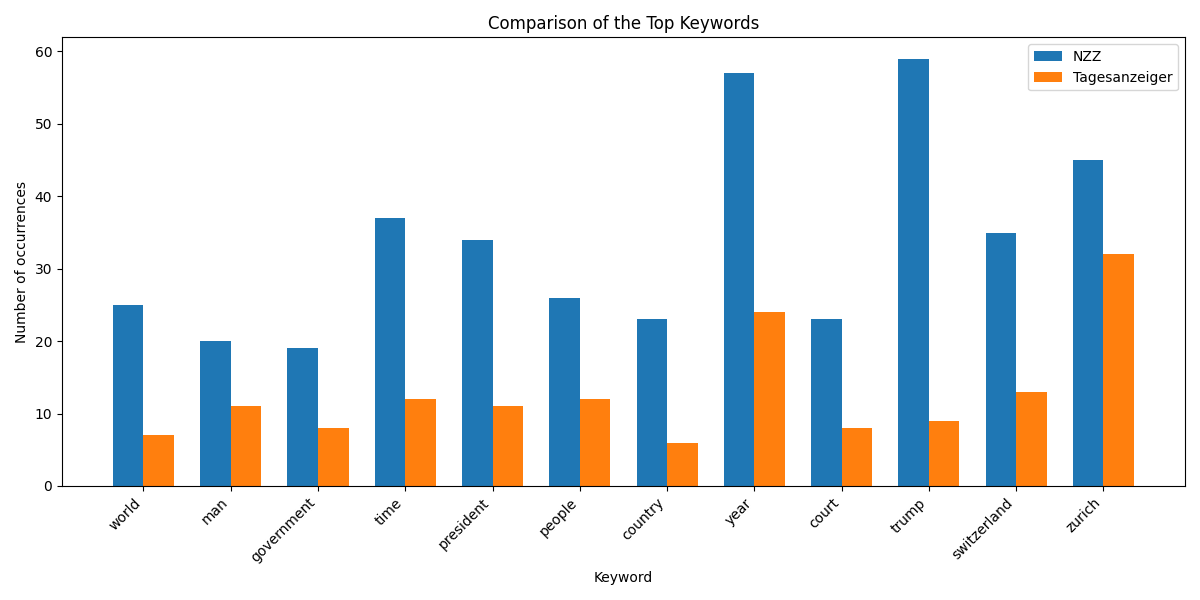 Comparison of the Top Keywords
NZZ
Tagesanzeiger
Number of occurrences
60
50
40
30
20
10
0
world
man
government
time
president
people
country
year
court
trump
switzerland
zurich
Keyword